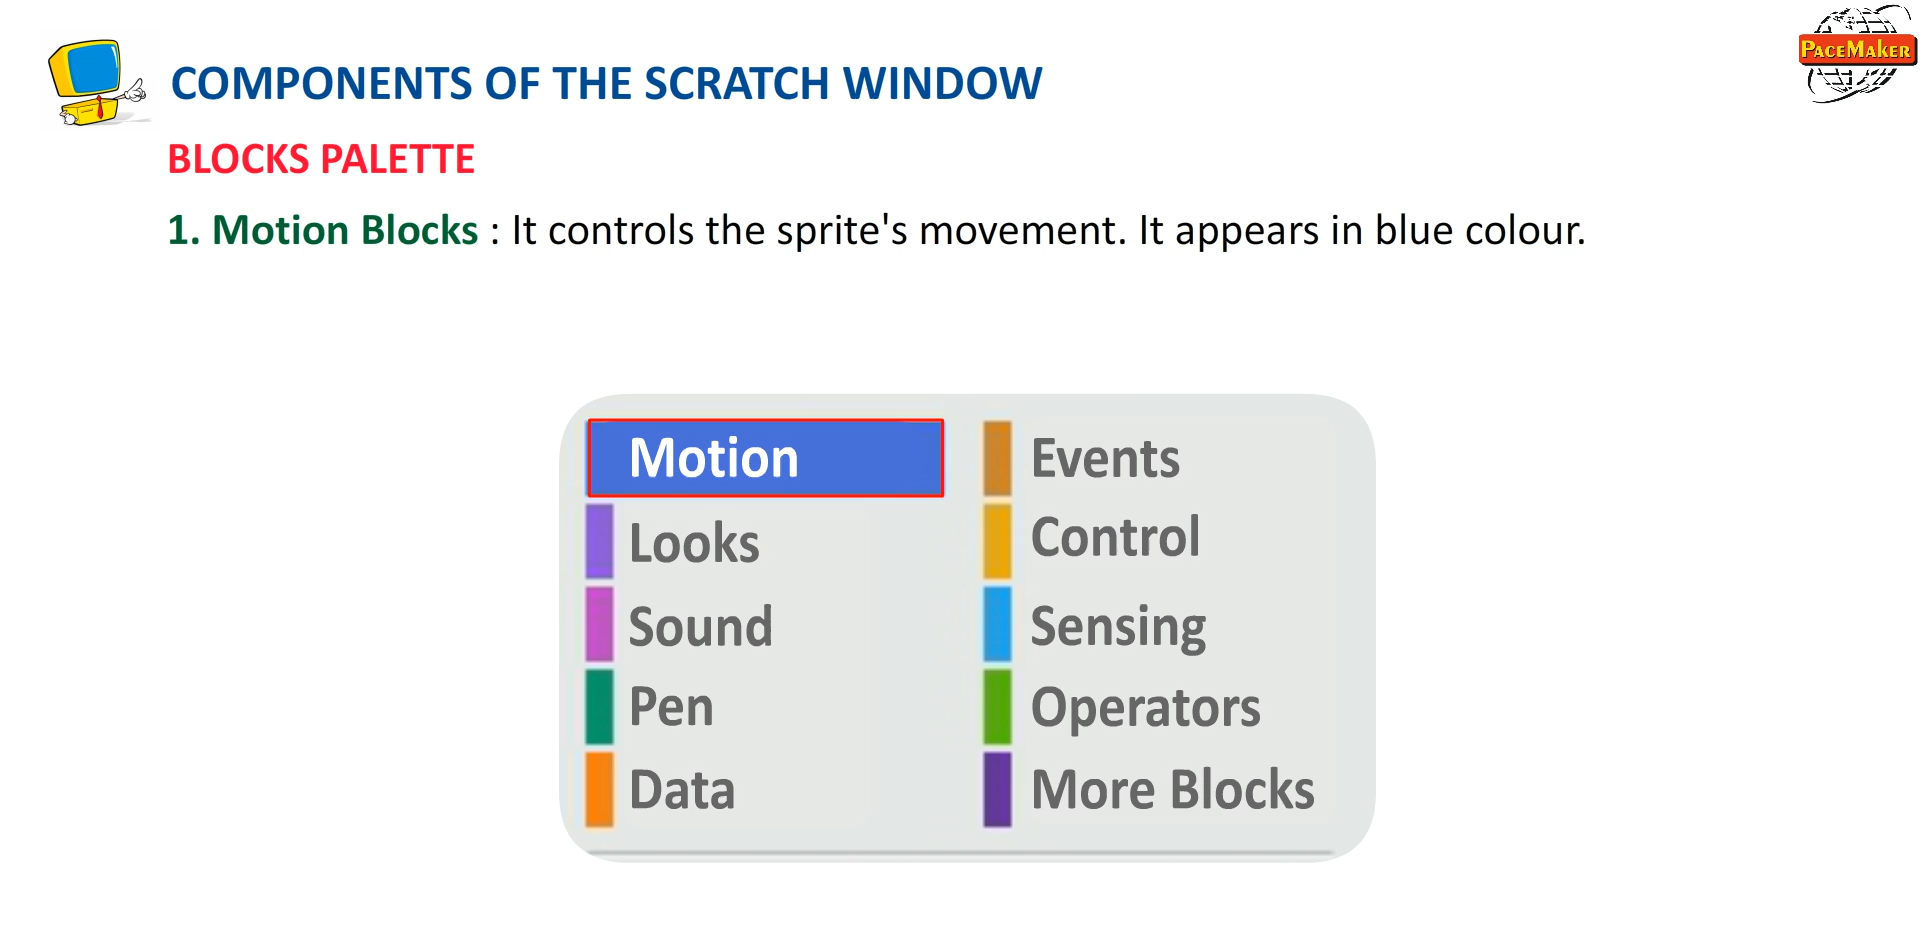 PACEMAKER
COMPONENTS OF THE SCRATCH WINDOW
BLOCKS PALETTE
1. Motion Blocks : It controls the sprite's movement. It appears in blue colour.
Motion
Looks
Sound
Pen
Data
Events
Control
Sensing
Operators
More Blocks